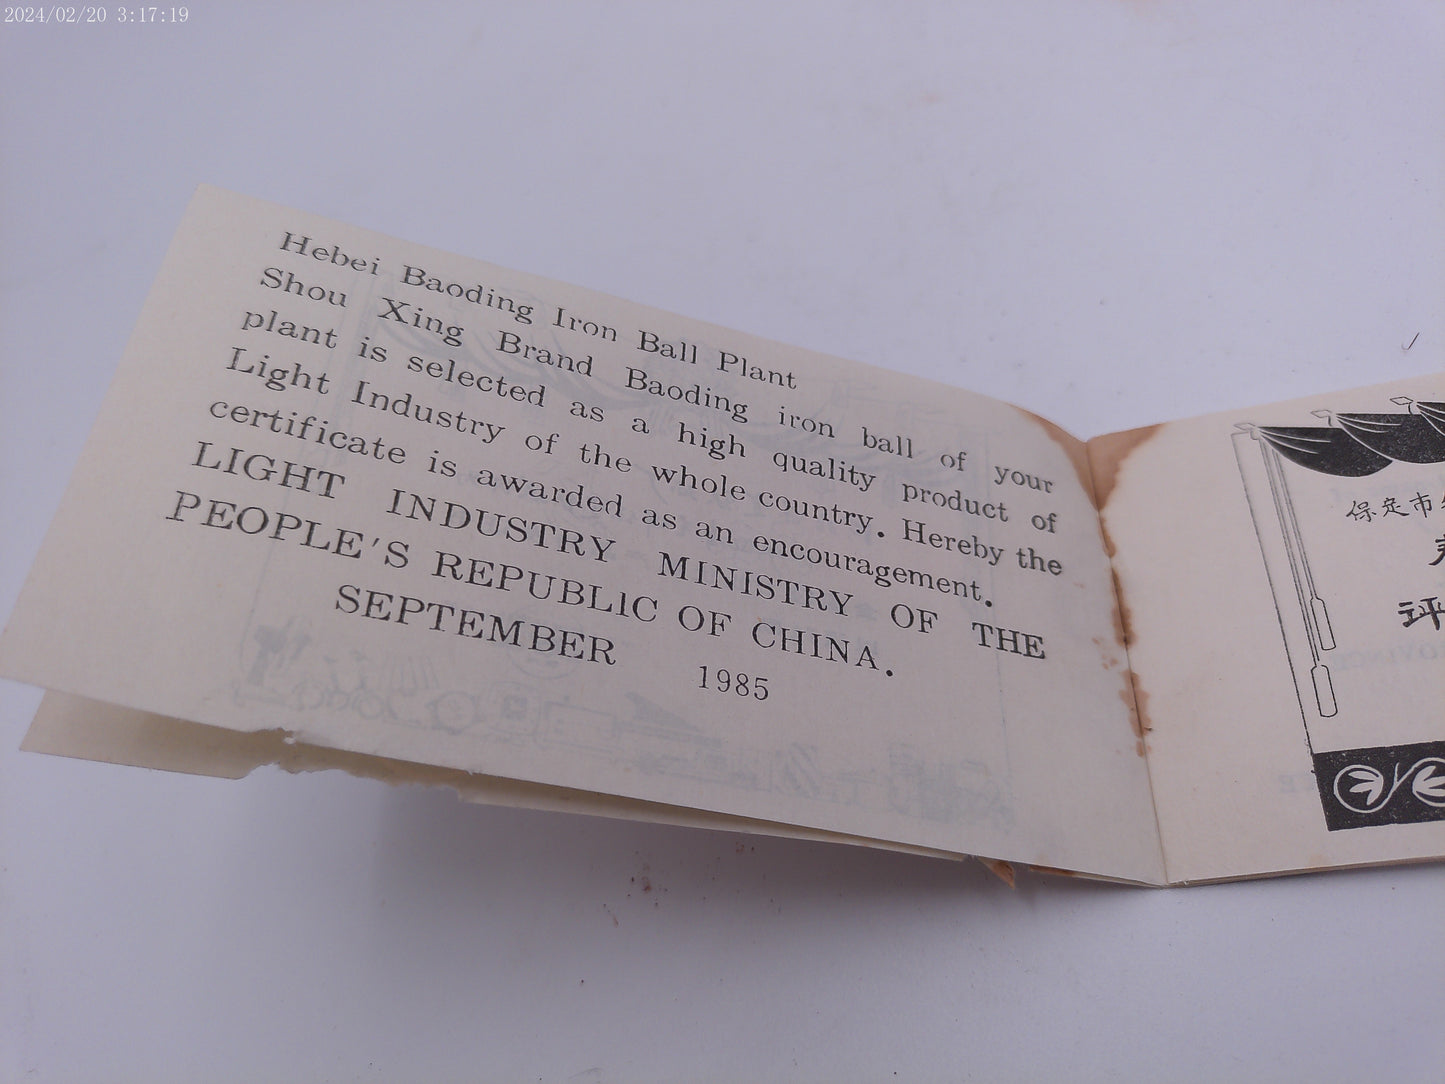 2024/02/20 3:17:19
Hebei Baoding Iron Ball Plant
Shou Xing Brand Baoding iron ball of your
plant is selected as a high quality product of
Light Industry of the whole country. Hereby the
certificate is awarded as an encouragement.
LIGHT INDUSTRY MINISTRY OF THE
PEOPLE'S REPUBLIC OF CHINA.
SEPTEMBER 1985
保定市
评